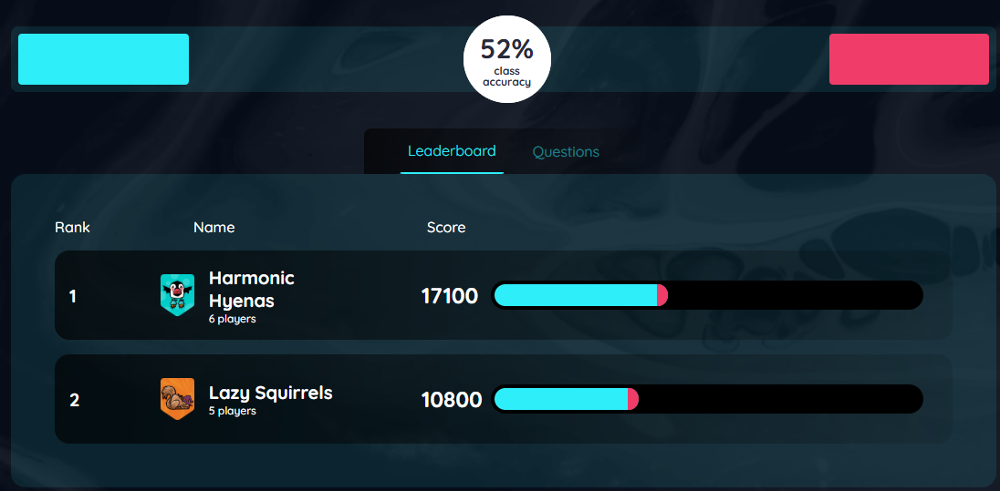 52%
class
accuracy
Leaderboard Questions
Rank Name Score
1 Harmonic Hyenas 6 players 17100
2 Lazy Squirrels 5 players 10800